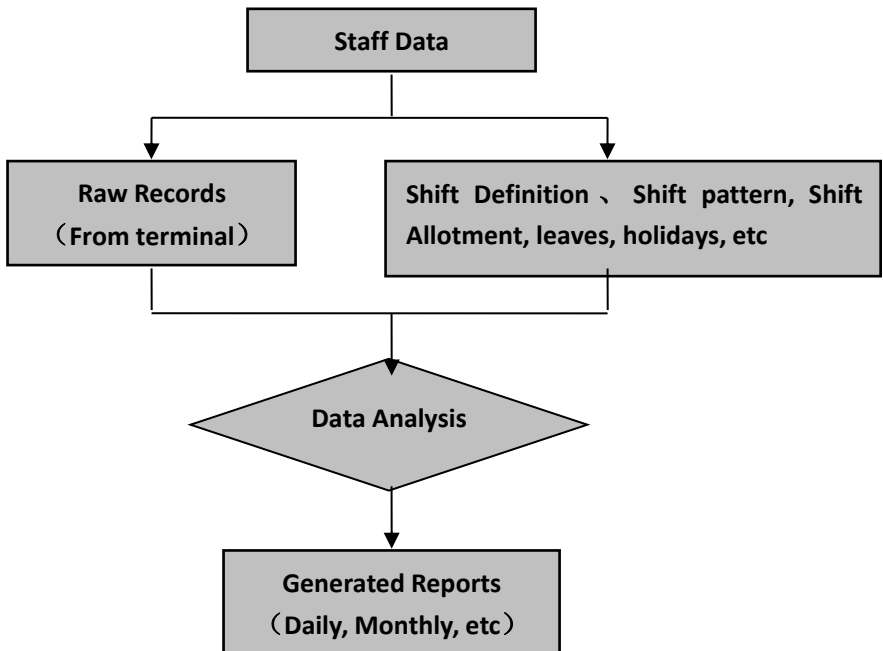 Staff Data
Raw Records
（From terminal）
Shift Definition 、 Shift pattern, Shift
Allotment, leaves, holidays, etc
Data Analysis
Generated Reports
（Daily, Monthly, etc）